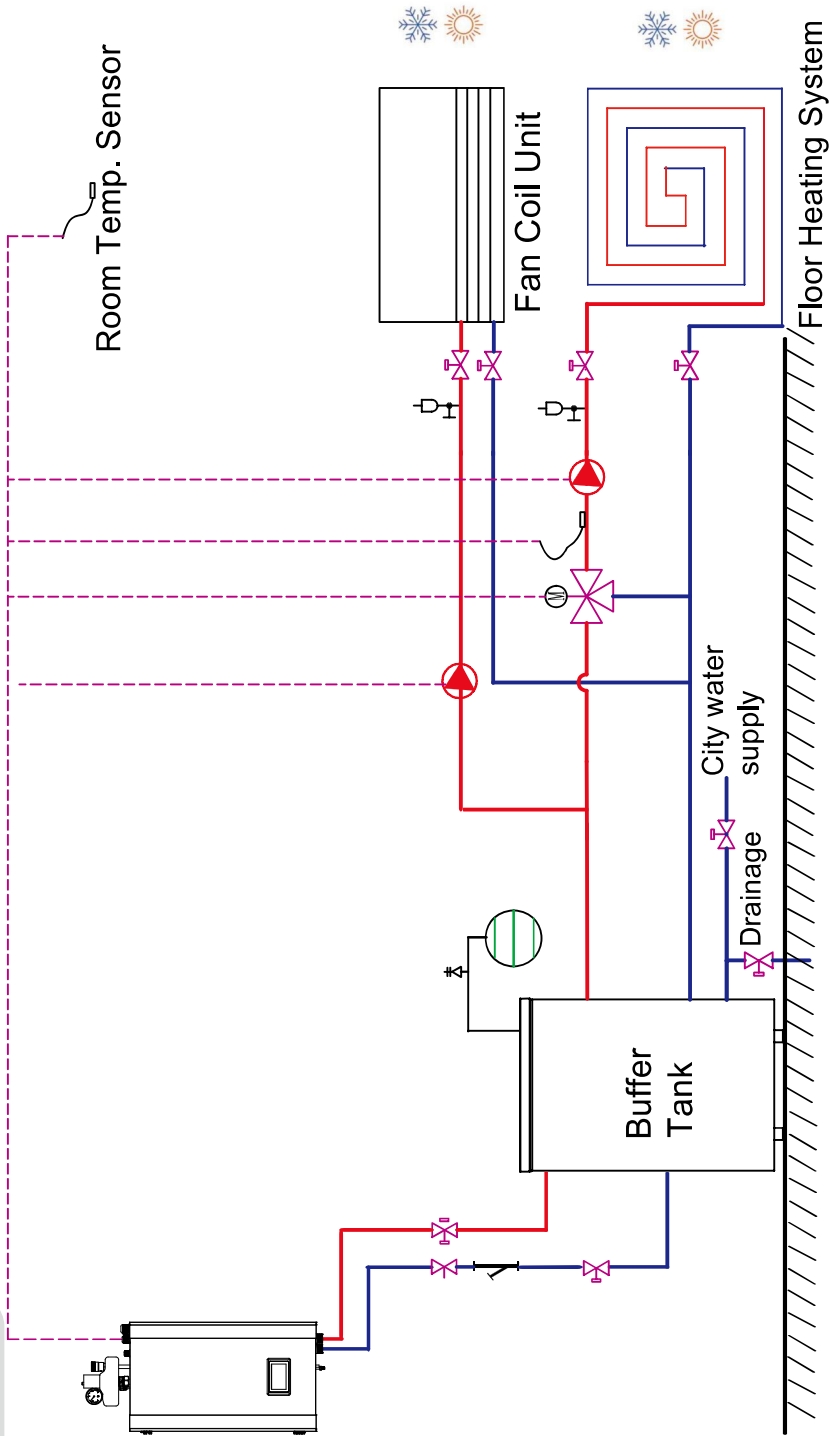 Room Temp. Sensor
Fan Coil Unit
Floor Heating System
City water
supply
Drainage
Buffer
Tank
M